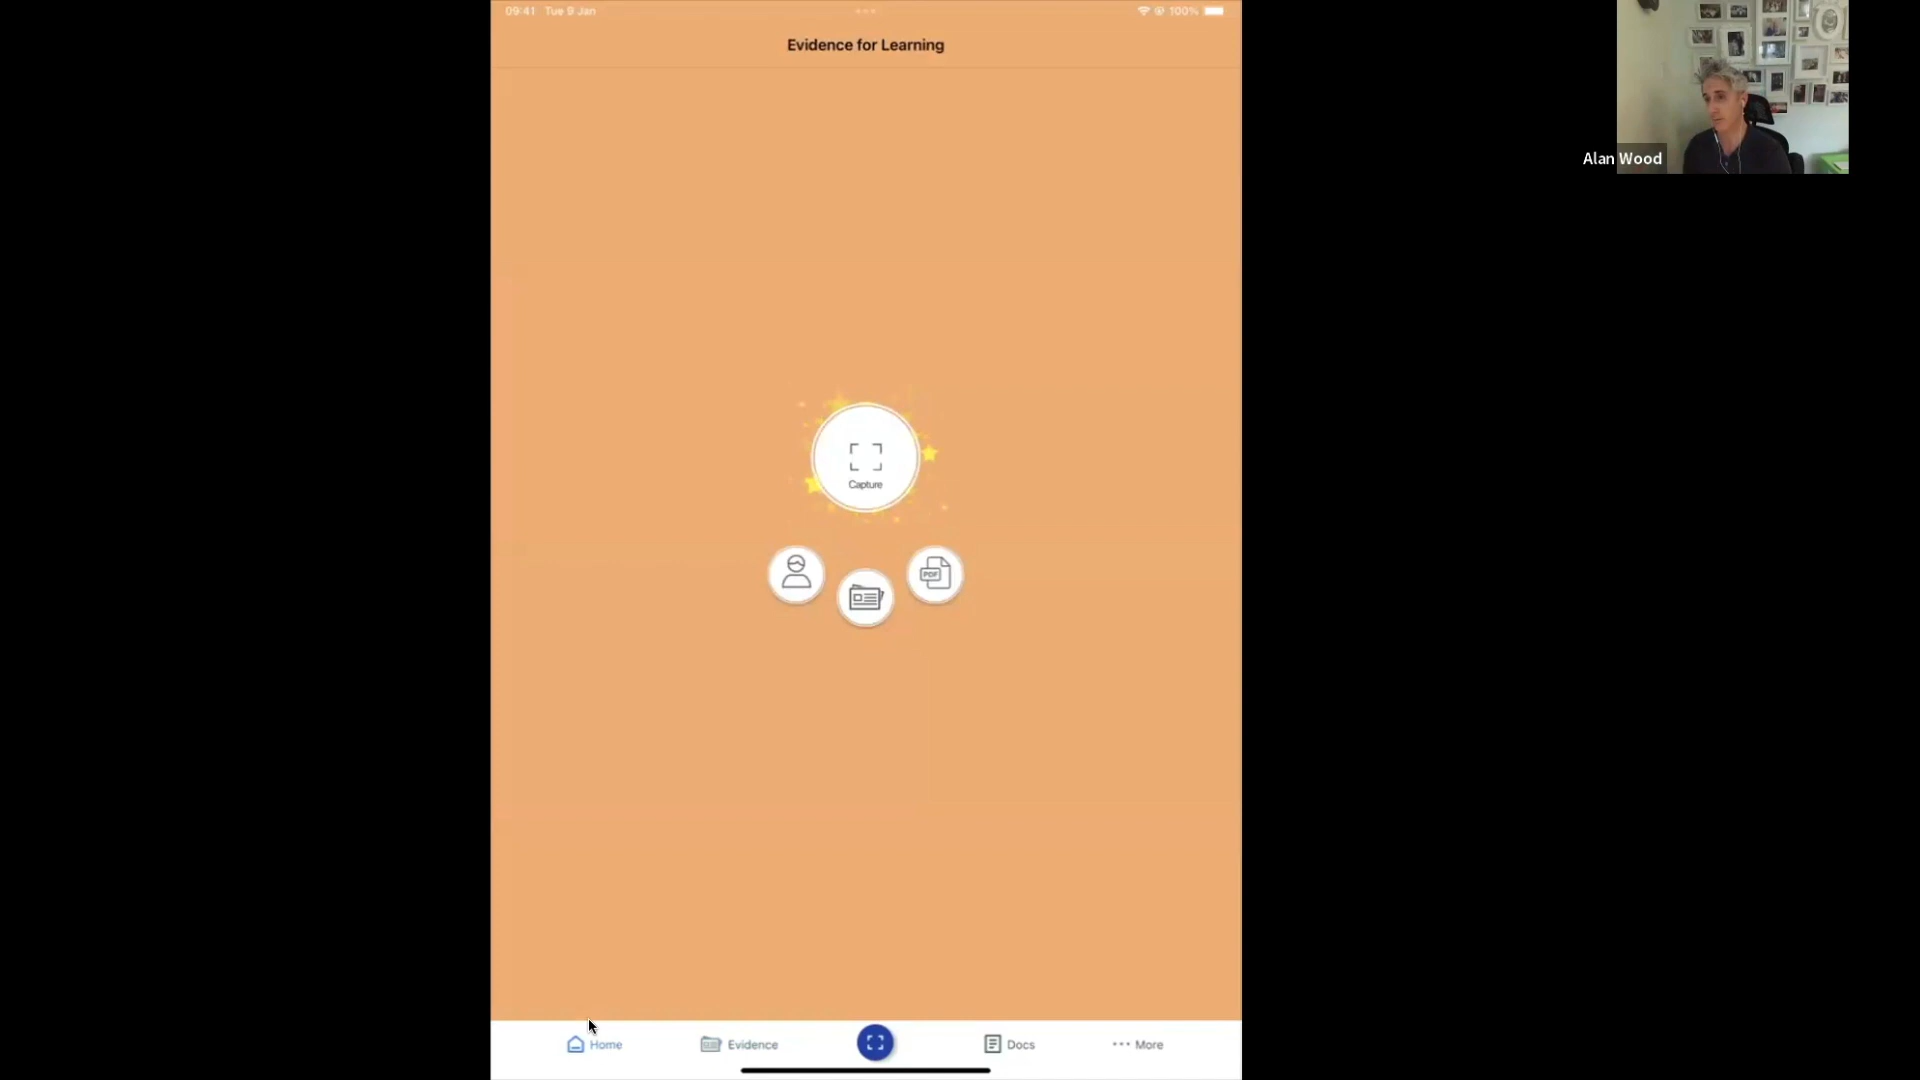 09:41 Tue 9 Jan
100%
Evidence for Learning
Alan Wood
Capture
PDF
Home
Evidence
Docs
More